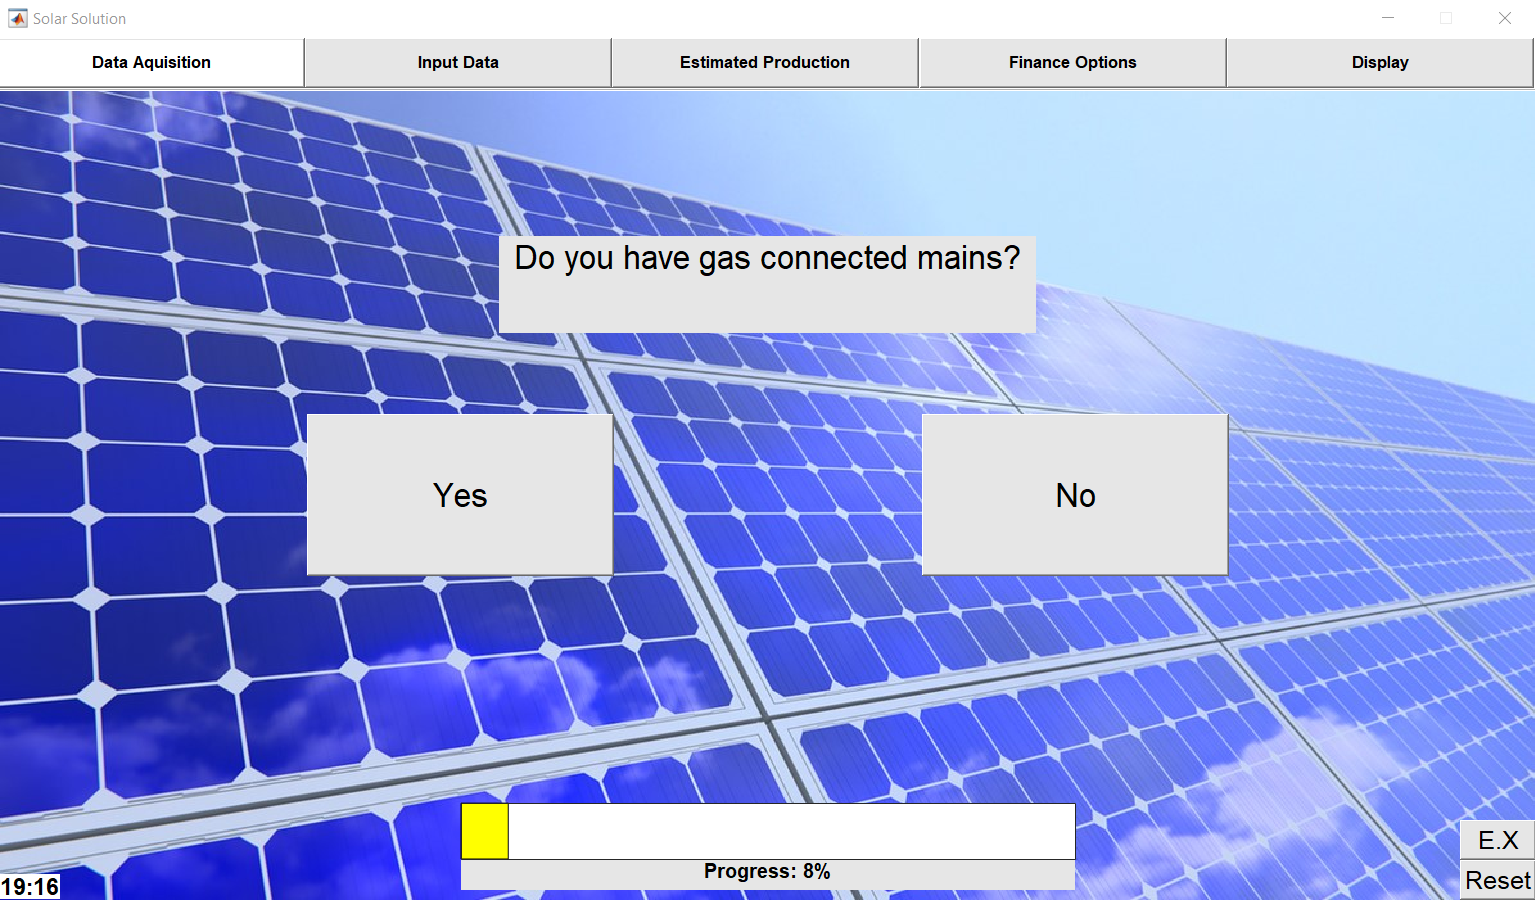 Solar Solution
Data Aquisition
Input Data
Estimated Production
Finance Options
Display
Do you have gas connected mains?
Yes
No
Progress: 8%
E.X
19:16
Reset